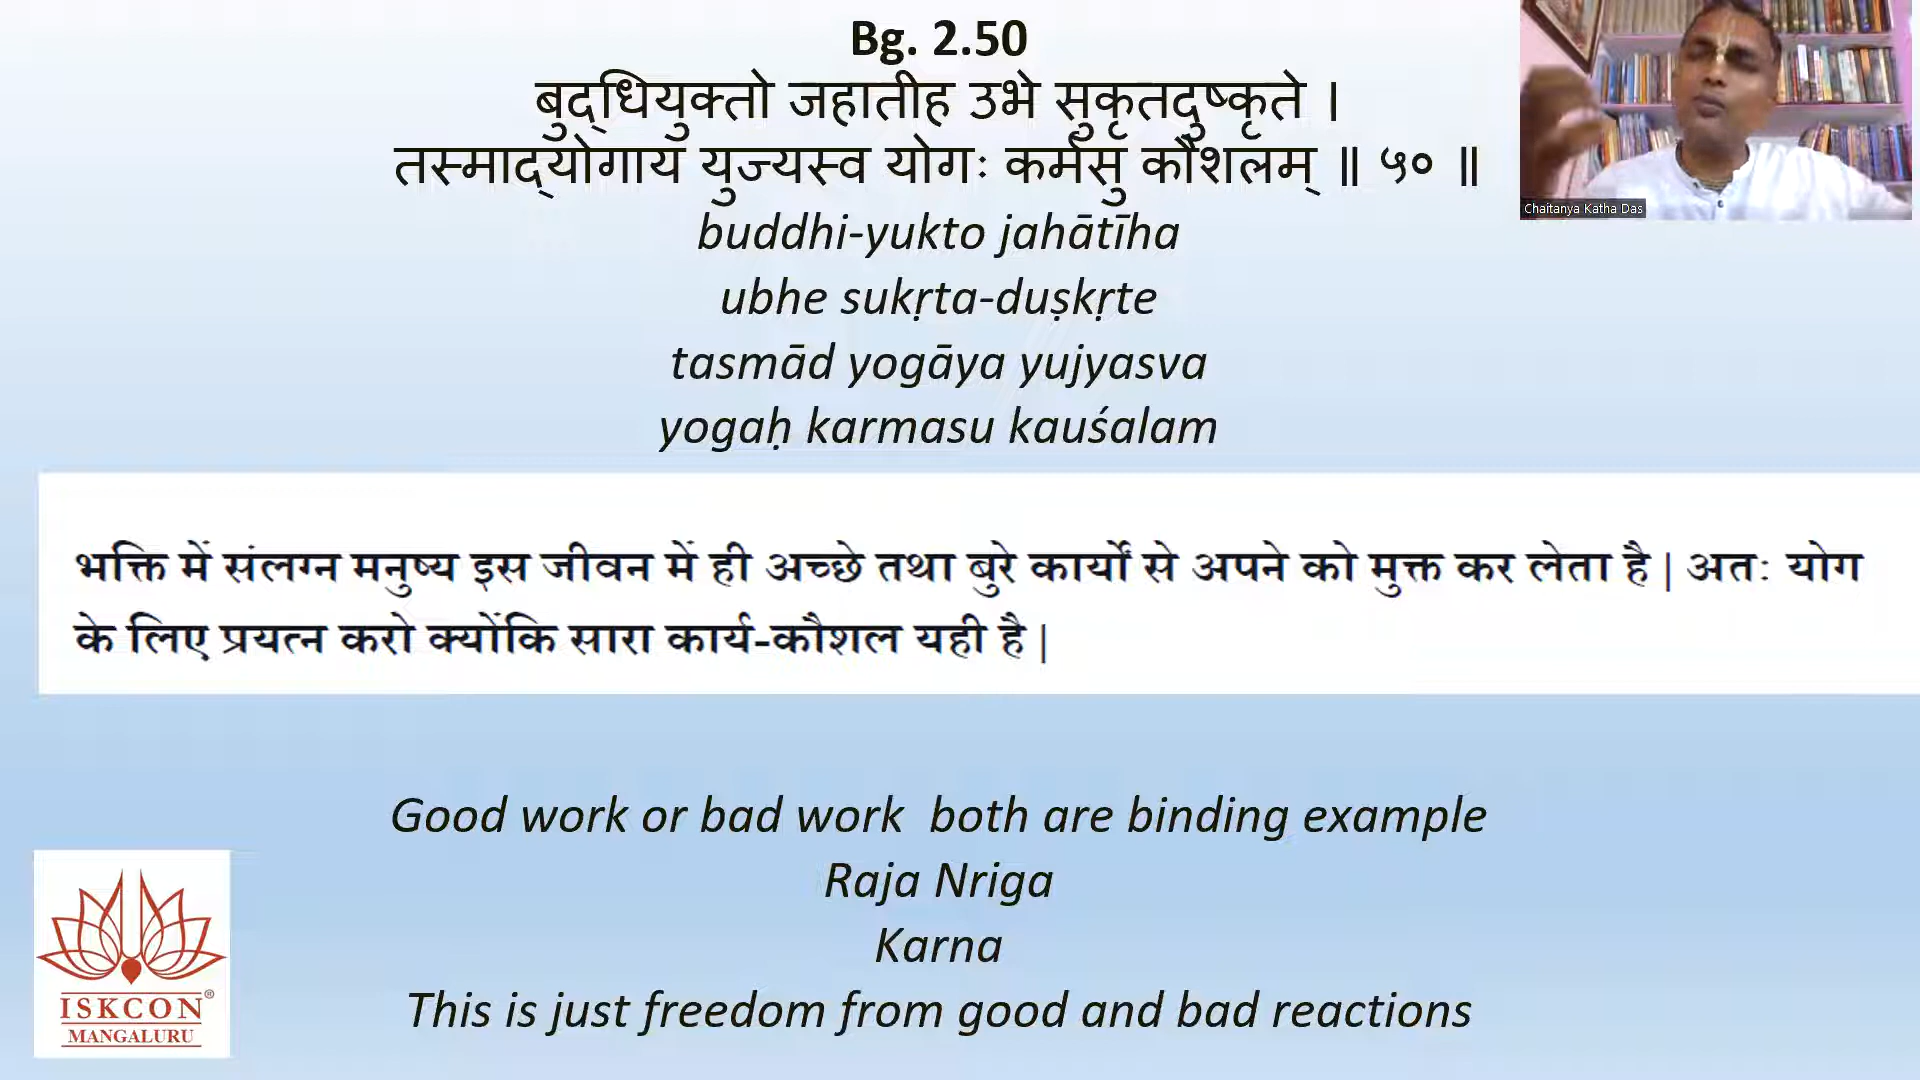 Bg. 2.50
बुद्धियुक्तो जहातीह उभे सुकृतदुष्कृते ।
तस्माद्योगाय युज्यस्व योगः कर्मसु कौशलम् ॥ ५० ॥
buddhi-yukto jahātīha
ubhe sukṛta-duṣkṛte
tasmād yogāya yujyasva
yogaḥ karmasu kauśalam
Chaitanya Katha Das
भक्ति में संलग्न मनुष्य इस जीवन में ही अच्छे तथा बुरे कार्यों से अपने को मुक्त कर लेता है | अतः योग
के लिए प्रयत्न करो क्योंकि सारा कार्य-कौशल यही है |
Good work or bad work both are binding example
Raja Nriga
Karna
This is just freedom from good and bad reactions
ISKCON®
MANGALURU